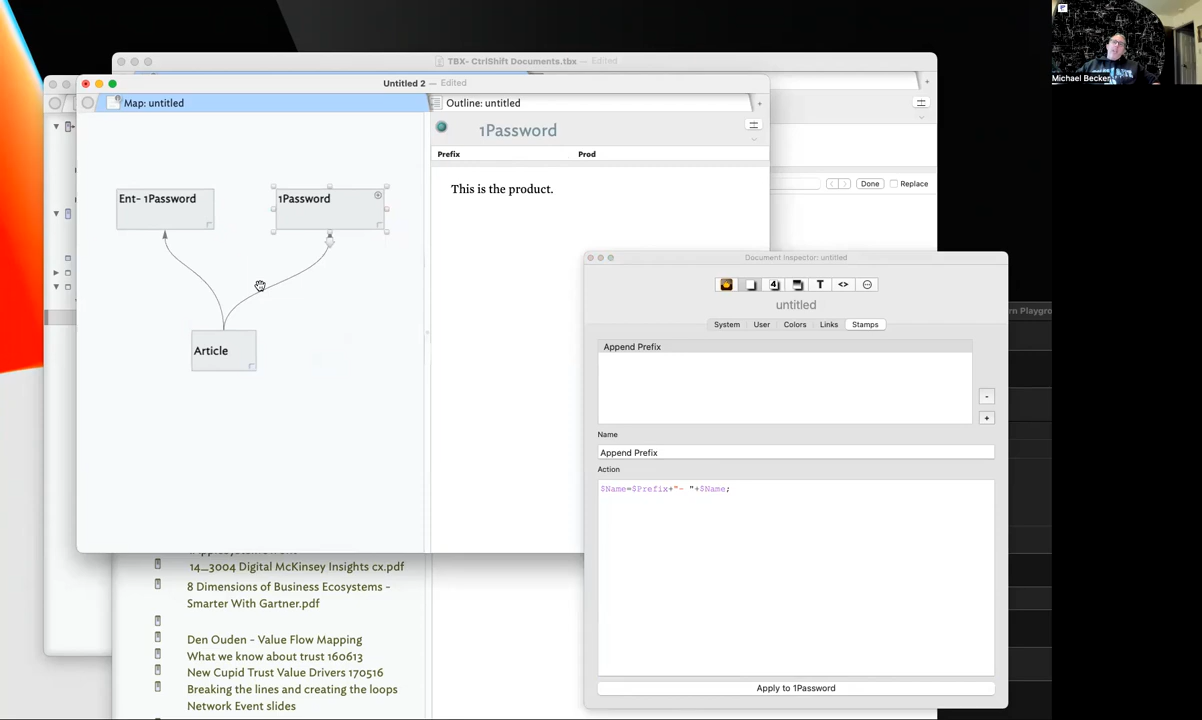 TBX- CtrlShift Documents.tbx — Edited
Untitled 2 — Edited
Map: untitled
Outline: untitled
1Password
Prefix
Prod
This is the product.
Ent- 1Password
1Password
Article
Done
Replace
Document Inspector: untitled
untitled
System User Colors Links Stamps
Append Prefix
-
+
Name
Append Prefix
Action
$Name=$Prefix+"- "+$Name;
Apply to 1Password
14_3004 Digital McKinsey Insights cx.pdf
8 Dimensions of Business Ecosystems -
Smarter With Gartner.pdf
Den Ouden - Value Flow Mapping
What we know about trust 160613
New Cupid Trust Value Drivers 170516
Breaking the lines and creating the loops
Network Event slides
rn Playgrou
Michael Becker